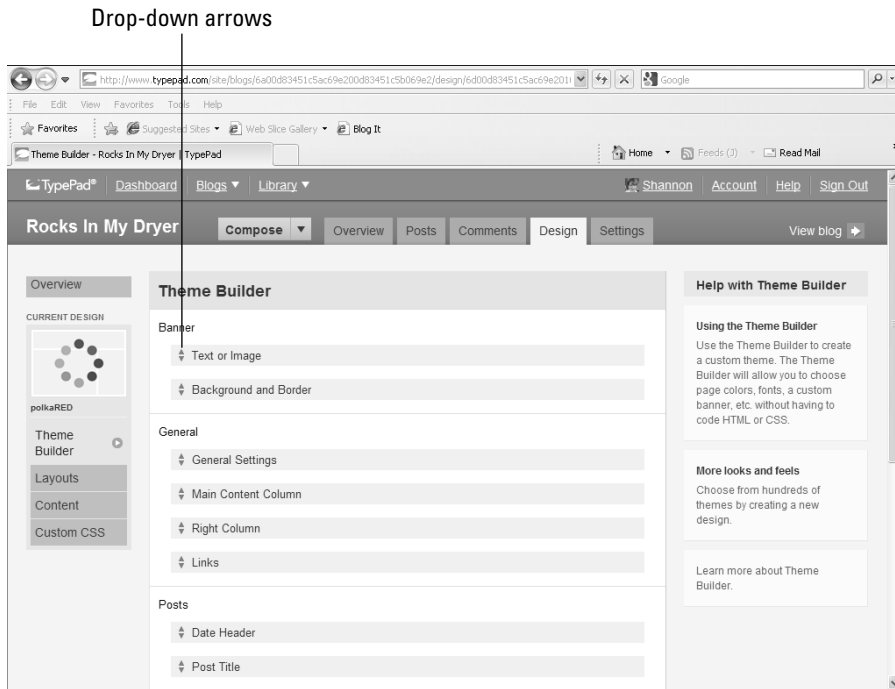 Drop-down arrows
http://www.typepad.com/site/blogs/6a00d83451c5ac69e200d83451c5b069e2/design/6d00d83451c5ac69e201
Google
File Edit View Favorites Tools Help
Favorites Suggested Sites Web Slice Gallery Blog It
Theme Builder - Rocks In My Dryer | TypePad
Home Feeds (J) Read Mail
TypePad® Dashboard Blogs Library Shannon Account Help Sign Out
Rocks In My Dryer Compose Overview Posts Comments Design Settings View blog
Overview
CURRENT DESIGN
polkaRED
Theme
Builder
Layouts
Content
Custom CSS
Theme Builder
Banner
Text or Image
Background and Border
General
General Settings
Main Content Column
Right Column
Links
Posts
Date Header
Post Title
Help with Theme Builder
Using the Theme Builder
Use the Theme Builder to create
a custom theme. The Theme
Builder will allow you to choose
page colors, fonts, a custom
banner, etc. without having to
code HTML or CSS.
More looks and feels
Choose from hundreds of
themes by creating a new
design.
Learn more about Theme
Builder.